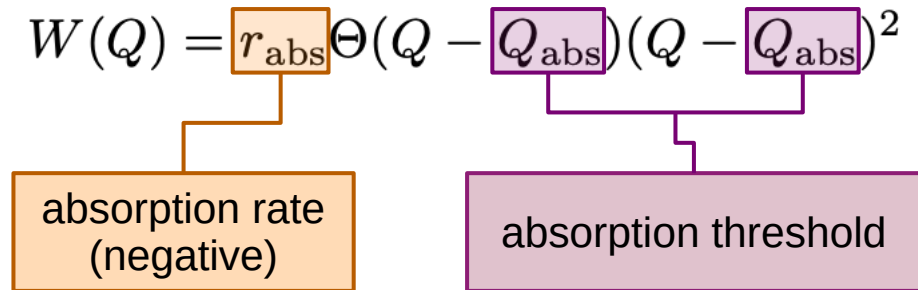 W(Q) = r_abs Θ(Q − Q_abs)(Q − Q_abs)^2
absorption rate
(negative)
absorption threshold